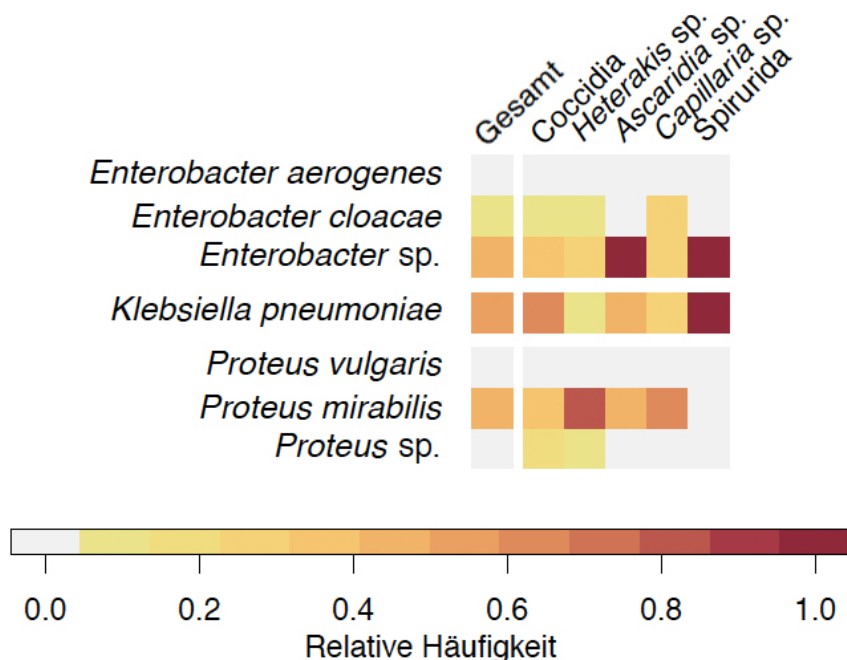 Gesamt
Coccidia
Heterakis sp.
Ascaridia sp.
Capillaria sp.
Spirurida
Enterobacter aerogenes
Enterobacter cloacae
Enterobacter sp.
Klebsiella pneumoniae
Proteus vulgaris
Proteus mirabilis
Proteus sp.
0.0 0.2 0.4 0.6 0.8 1.0
Relative Häufigkeit